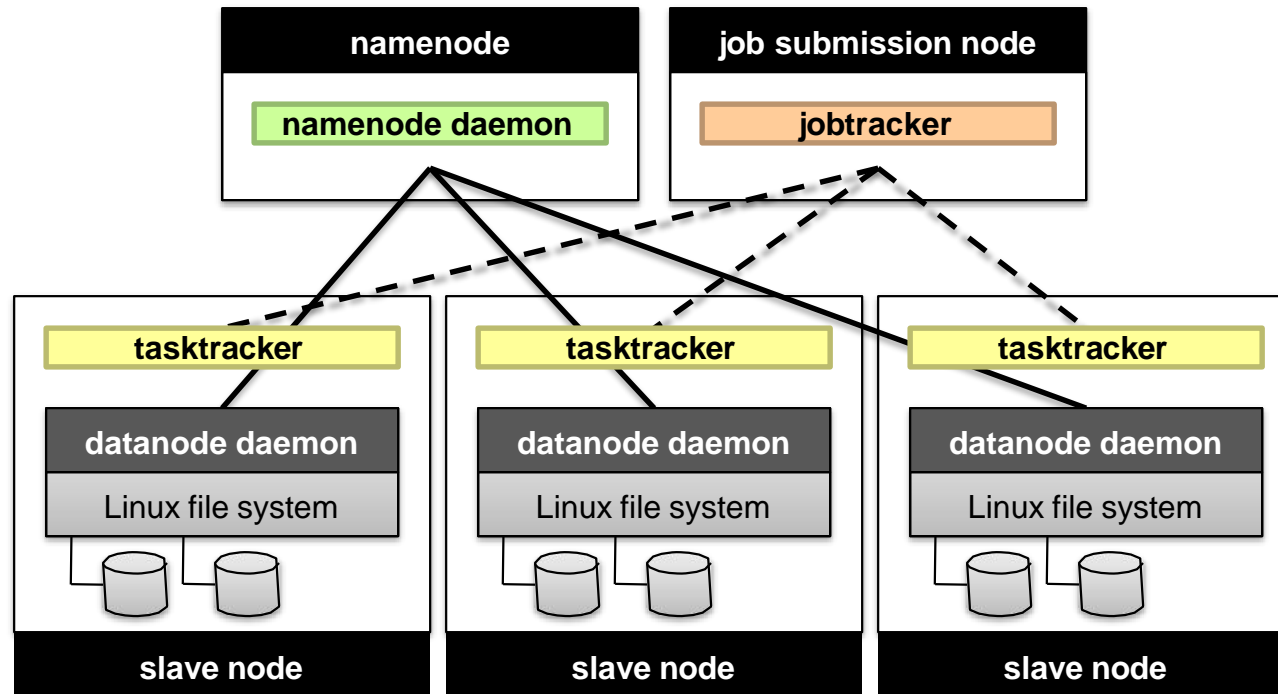 namenode
job submission node
namenode daemon
jobtracker
tasktracker
tasktracker
tasktracker
datanode daemon
datanode daemon
datanode daemon
Linux file system
Linux file system
Linux file system
slave node
slave node
slave node